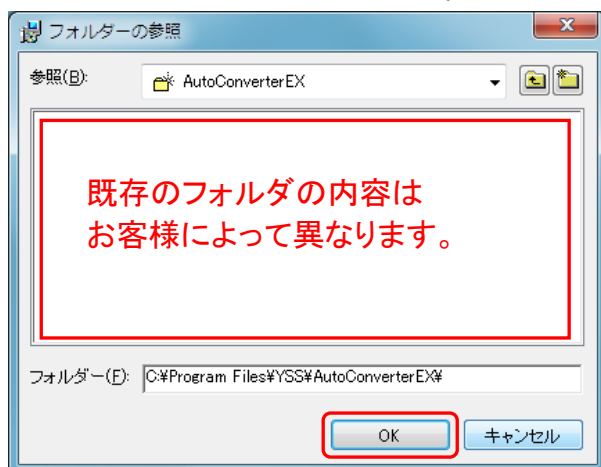 フォルダーの参照
参照(B):
AutoConverterEX
既存のフォルダの内容は
お客様によって異なります。
フォルダー(F):
C:¥Program Files¥YSS¥AutoConverterEX¥
OK
キャンセル